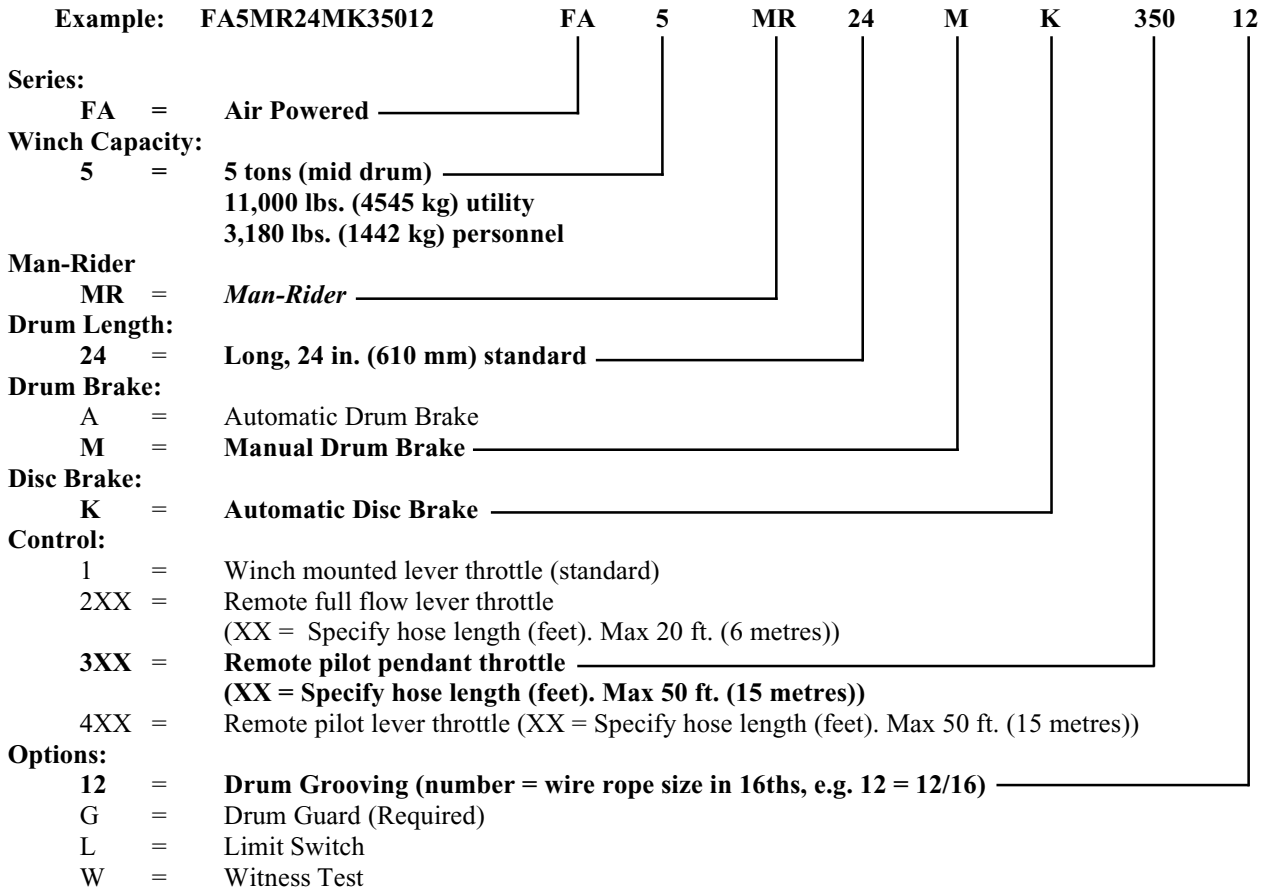 Example: FA5MR24MK35012 FA 5 MR 24 M K 350 12
Series:
FA = Air Powered
Winch Capacity:
5 = 5 tons (mid drum)
11,000 lbs. (4545 kg) utility
3,180 lbs. (1442 kg) personnel
Man-Rider
MR = Man-Rider
Drum Length:
24 = Long, 24 in. (610 mm) standard
Drum Brake:
A = Automatic Drum Brake
M = Manual Drum Brake
Disc Brake:
K = Automatic Disc Brake
Control:
1 = Winch mounted lever throttle (standard)
2XX = Remote full flow lever throttle
(XX = Specify hose length (feet). Max 20 ft. (6 metres))
3XX = Remote pilot pendant throttle
(XX = Specify hose length (feet). Max 50 ft. (15 metres))
4XX = Remote pilot lever throttle (XX = Specify hose length (feet). Max 50 ft. (15 metres))
Options:
12 = Drum Grooving (number = wire rope size in 16ths, e.g. 12 = 12/16)
G = Drum Guard (Required)
L = Limit Switch
W = Witness Test